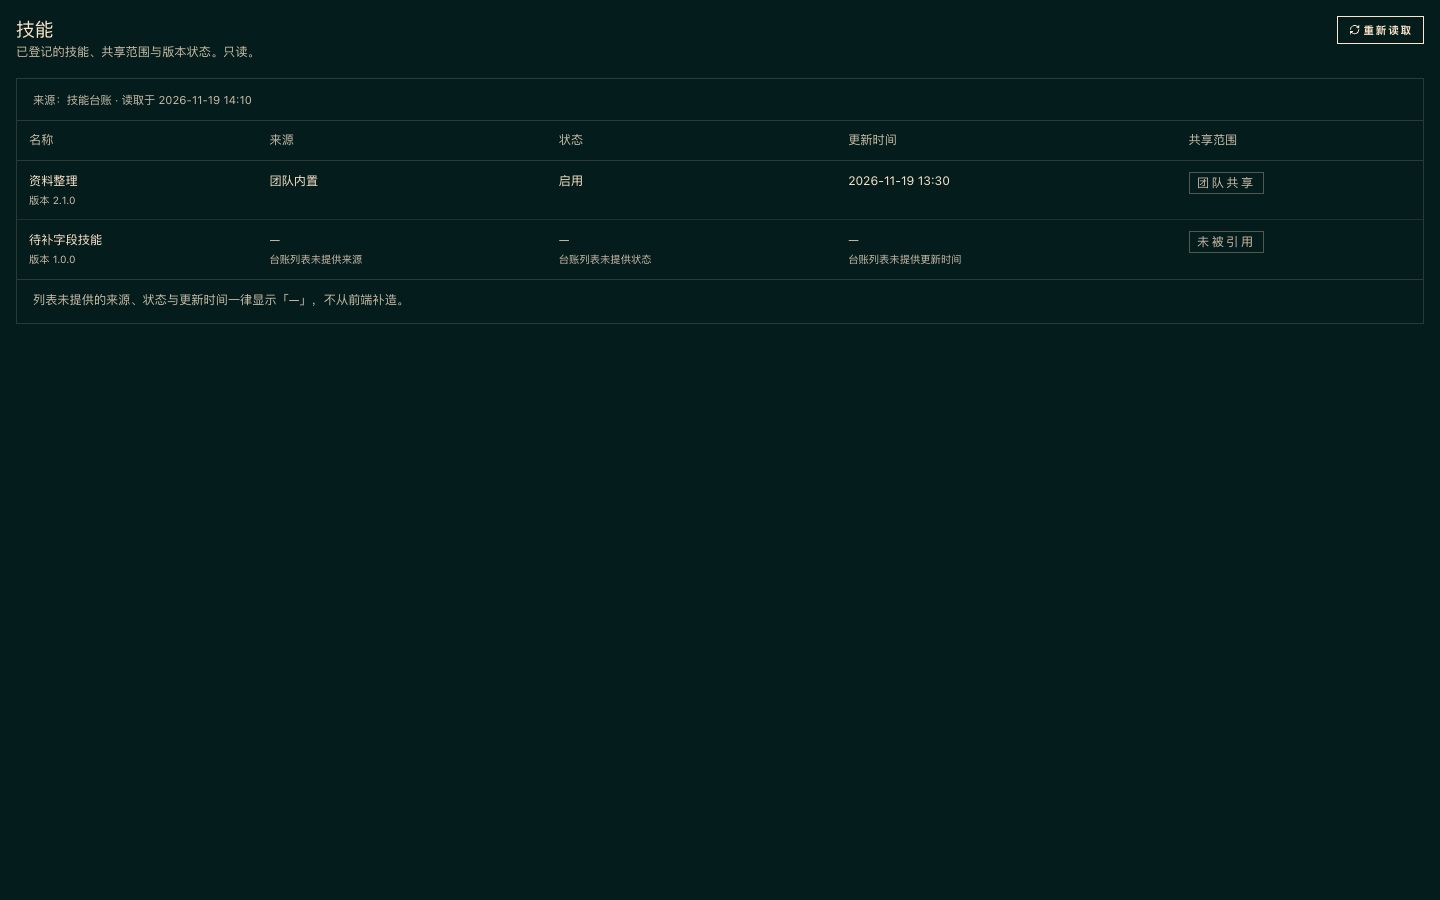 技能
已登记的技能、共享范围与版本状态。只读。
重新读取
来源：技能台账 · 读取于 2026-11-19 14:10
名称 来源 状态 更新时间 共享范围
资料整理 团队内置 启用 2026-11-19 13:30 团队共享
版本 2.1.0
待补字段技能 — — — 未被引用
版本 1.0.0 台账列表未提供来源 台账列表未提供状态 台账列表未提供更新时间
列表未提供的来源、状态与更新时间一律显示「—」，不从前端补造。